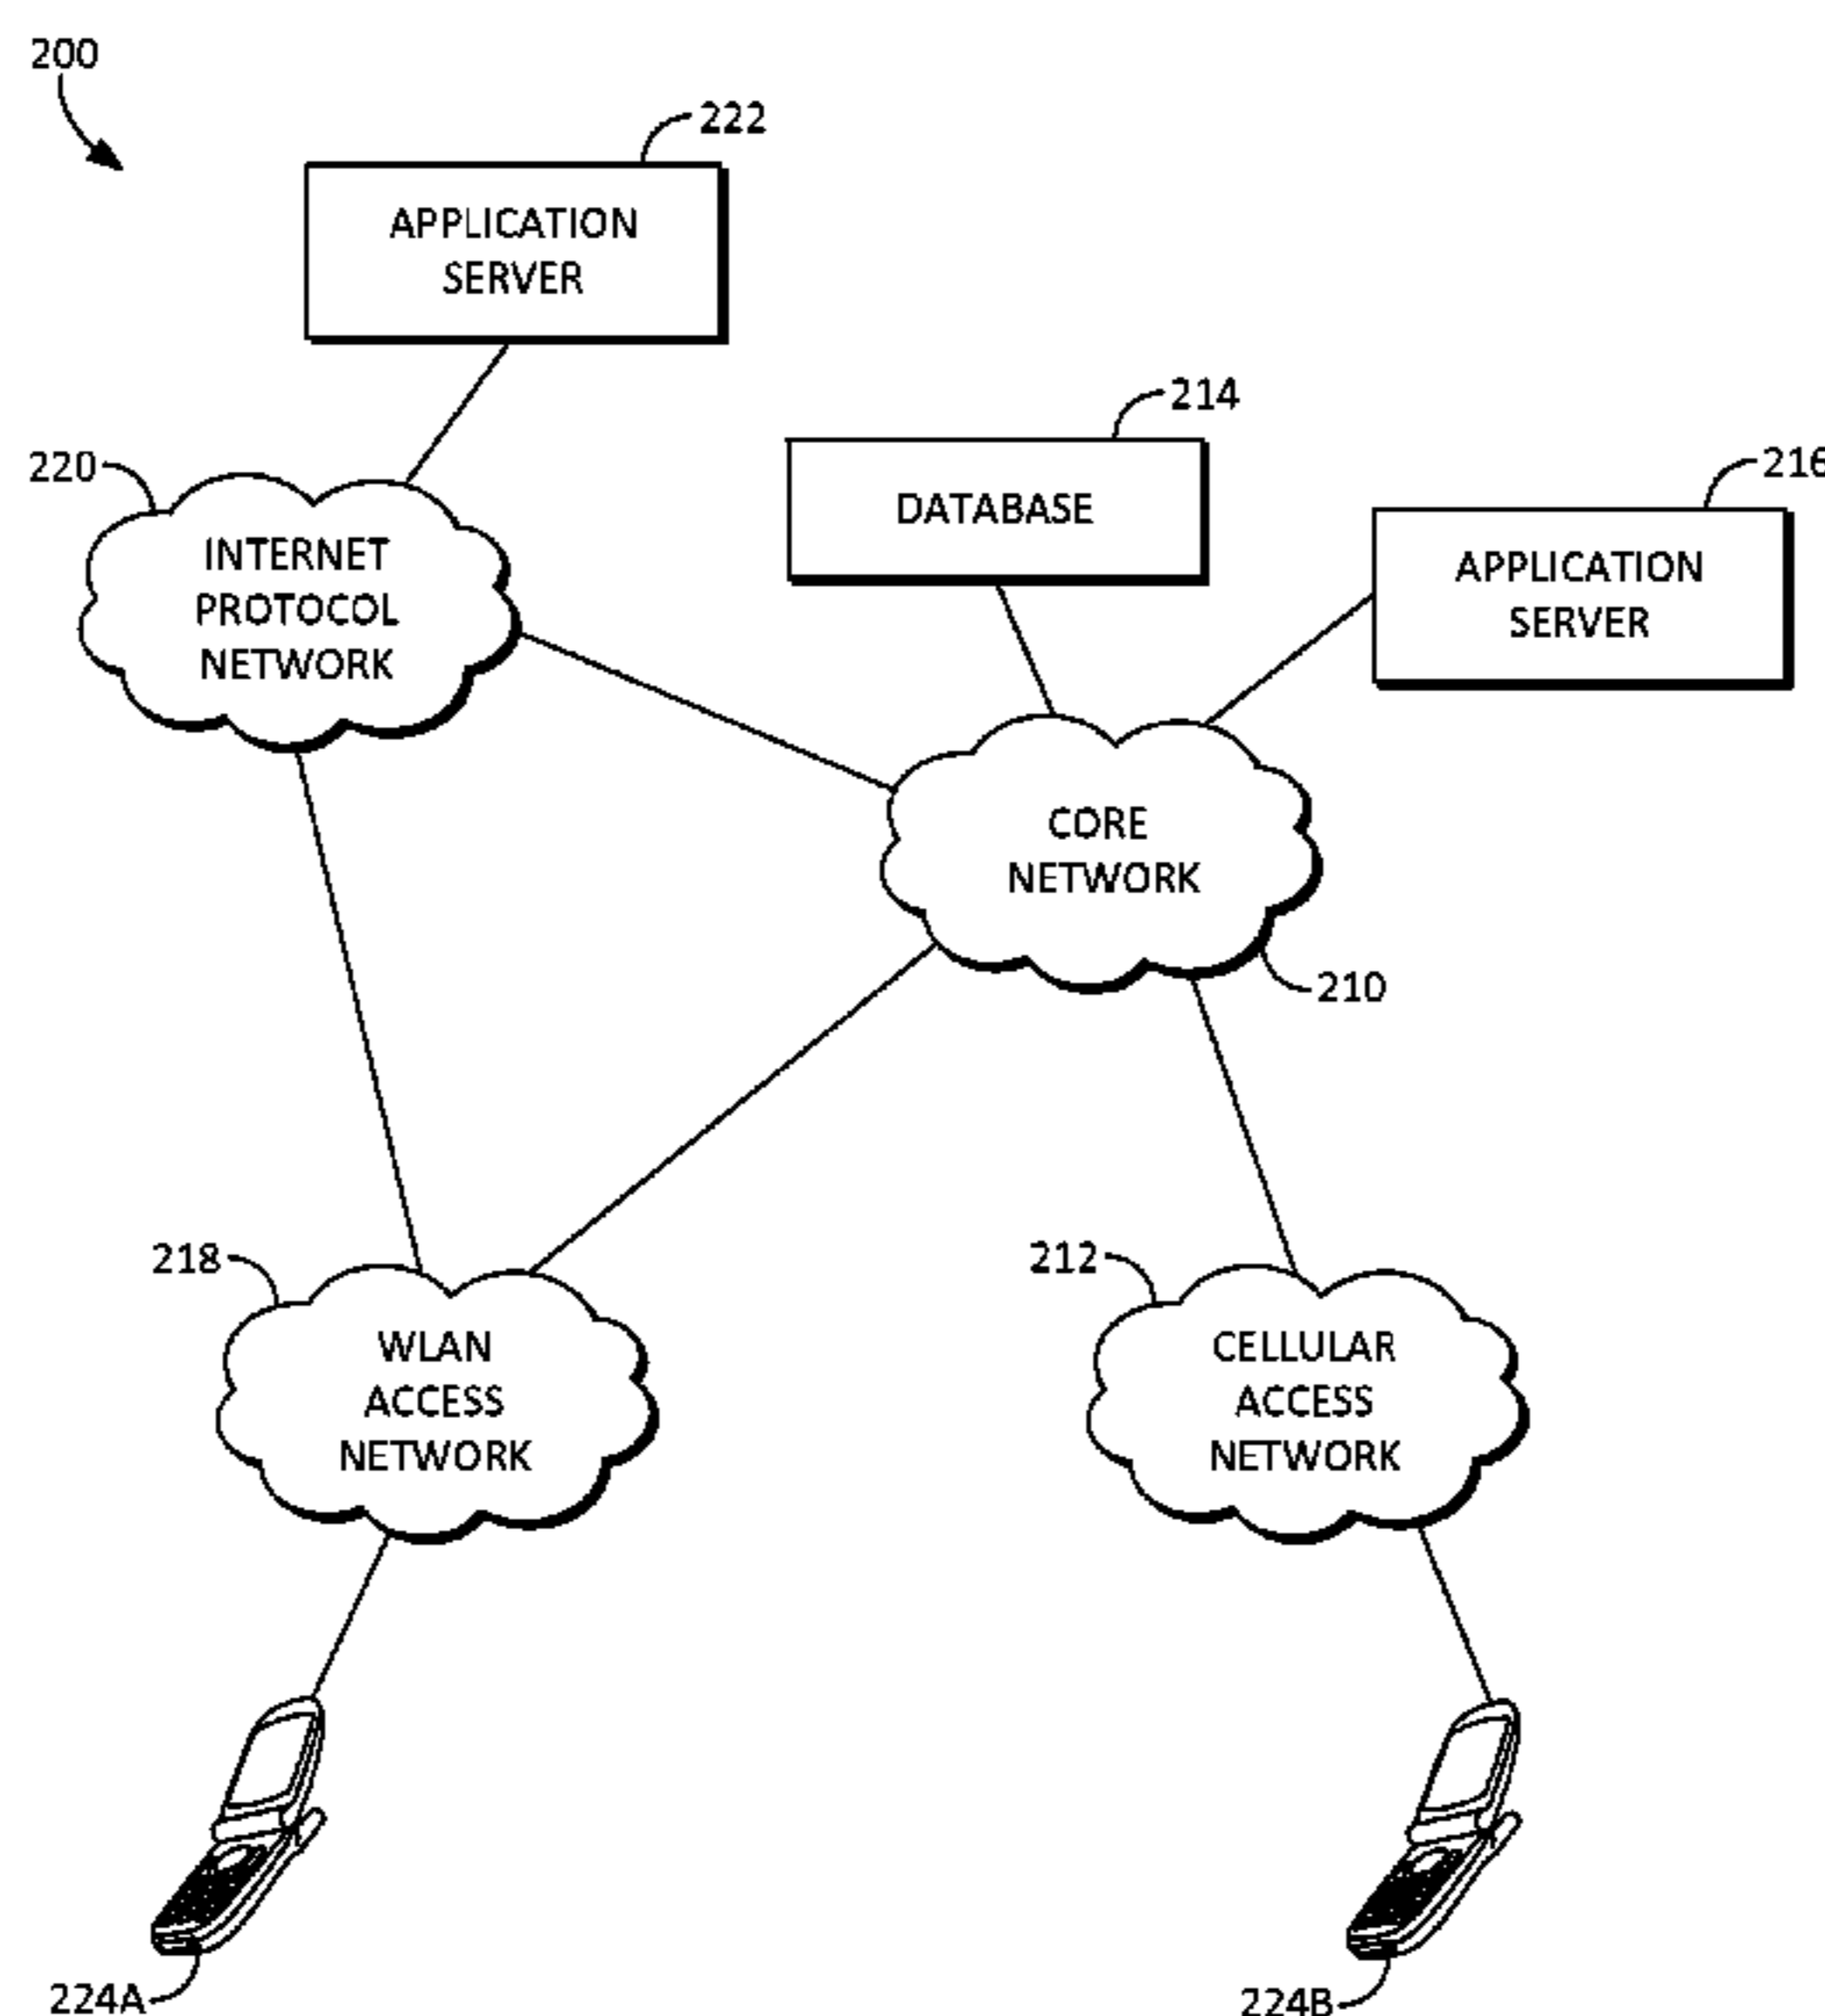 200
222
APPLICATION
SERVER
214
DATABASE
216
APPLICATION
SERVER
220
INTERNET
PROTOCOL
NETWORK
CORE
NETWORK
210
218
WLAN
ACCESS
NETWORK
212
CELLULAR
ACCESS
NETWORK
224A
224B